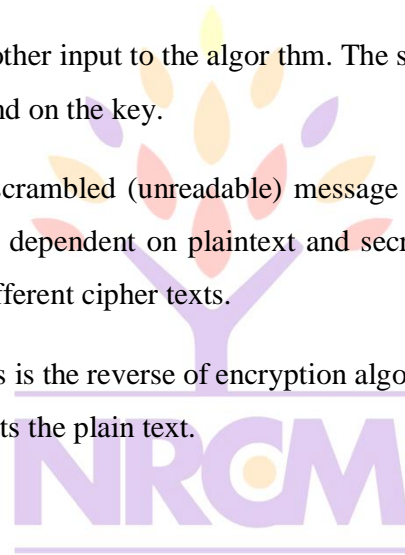 other input to the algor thm. The s
nd on the key.
scrambled (unreadable) message
dependent on plaintext and secr
fferent cipher texts.
s is the reverse of encryption algo
ts the plain text.
NRCM